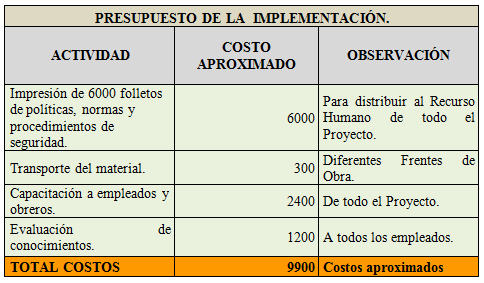 PRESUPUESTO DE LA IMPLEMENTACIÓN.
ACTIVIDAD
COSTO
APROXIMADO
OBSERVACIÓN
Impresión de 6000 folletos
de políticas, normas y
procedimientos de
seguridad.
6000
Para distribuir al Recurso
Humano de todo el
Proyecto.
Transporte del material.
300
Diferentes Frentes de
Obra.
Capacitación a empleados y
obreros.
2400
De todo el Proyecto.
Evaluación de
conocimientos.
1200
A todos los empleados.
TOTAL COSTOS
9900
Costos aproximados